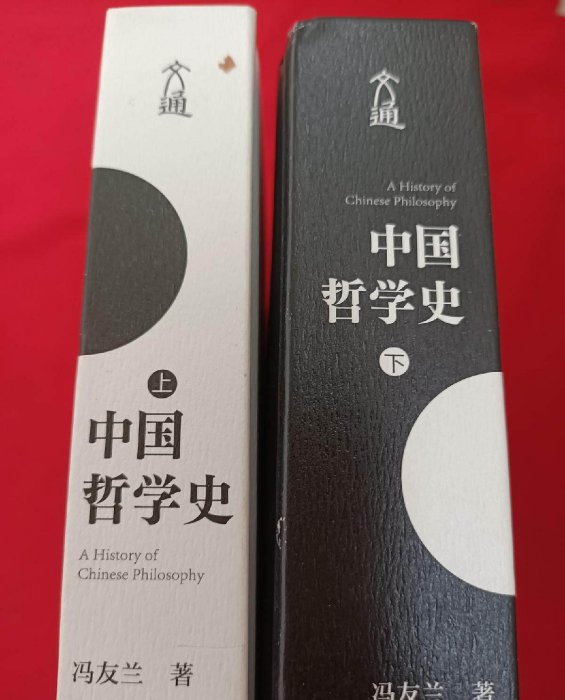 文通
上
中国
哲学史
A History of
Chinese Philosophy
冯友兰 著
文通
A History of
Chinese Philosophy
中国
哲学史
下
冯友兰 著